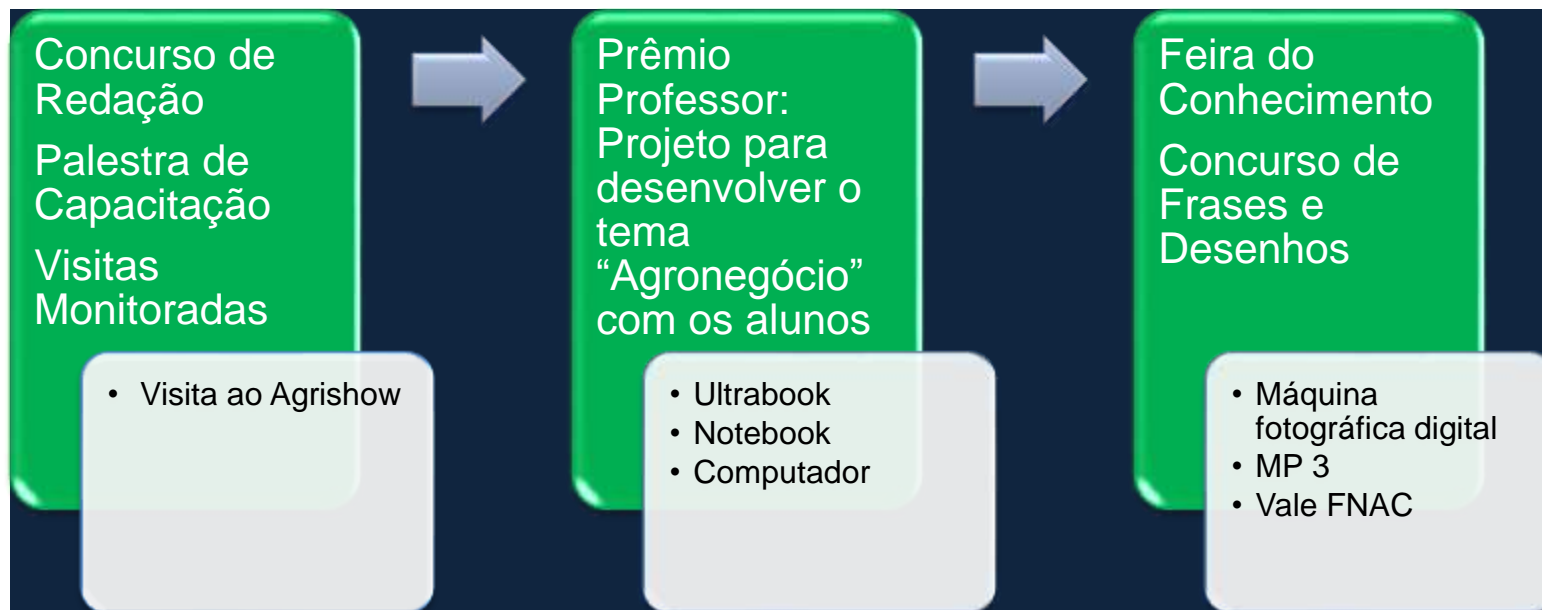 Concurso de
Redação
Palestra de
Capacitação
Visitas
Monitoradas
• Visita ao Agrishow
Prêmio
Professor:
Projeto para
desenvolver o
tema
“Agronegócio”
com os alunos
• Ultrabook
• Notebook
• Computador
Feira do
Conhecimento
Concurso de
Frases e
Desenhos
• Máquina
fotográfica digital
• MP 3
• Vale FNAC